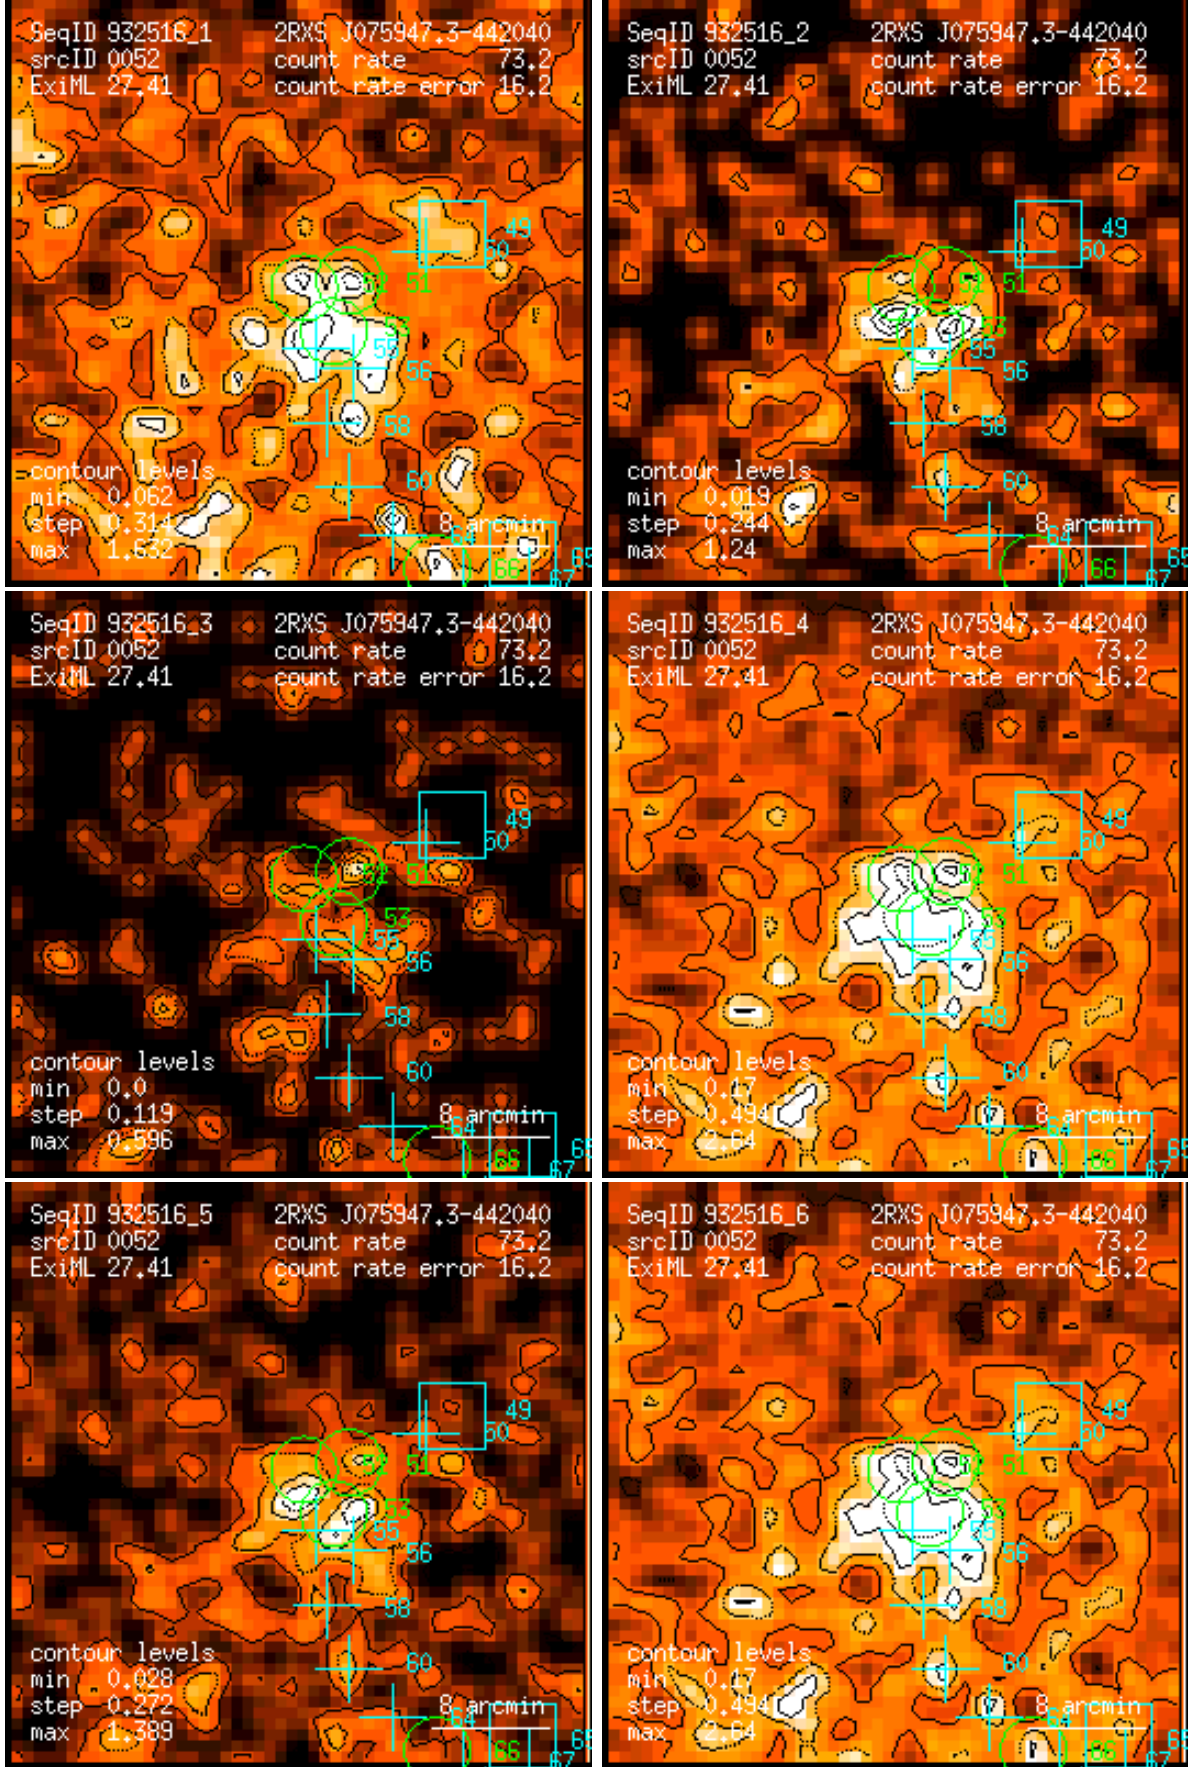 SeqID 932516_1 2RXS J075947.3-442040
srcID 0052 count rate 73.2
ExiML 27.41 count rate error 16.2
49
50
52 51
53
55
56
58
contour levels
60
min 0.062
step 0.314
8 arcmin
64
max 1.632
65
66
67
SeqID 932516_2 2RXS J075947.3-442040
srcID 0052 count rate 73.2
ExiML 27.41 count rate error 16.2
49
50
52 51
53
55
56
58
contour levels
60
min 0.019
step 0.244
8 arcmin
64
max 1.24
65
66
67
SeqID 932516_3 2RXS J075947.3-442040
srcID 0052 count rate 73.2
ExiML 27.41 count rate error 16.2
49
50
52 51
53
55
56
58
contour levels
60
min 0.0
step 0.119
8 arcmin
64
max 0.596
65
66
67
SeqID 932516_4 2RXS J075947.3-442040
srcID 0052 count rate 73.2
ExiML 27.41 count rate error 16.2
49
50
52 51
53
55
56
58
contour levels
60
min 0.17
step 0.494
8 arcmin
64
max 2.64
65
66
67
SeqID 932516_5 2RXS J075947.3-442040
srcID 0052 count rate 73.2
ExiML 27.41 count rate error 16.2
49
50
52 51
53
55
56
58
contour levels
60
min 0.028
step 0.272
8 arcmin
64
max 1.389
65
66
67
SeqID 932516_6 2RXS J075947.3-442040
srcID 0052 count rate 73.2
ExiML 27.41 count rate error 16.2
49
50
52 51
53
55
56
58
contour levels
60
min 0.17
step 0.494
8 arcmin
64
max 2.64
65
66
67